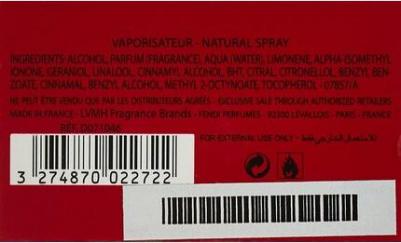 VAPORISATEUR - NATURAL SPRAY
INGREDIENTS: ALCOHOL, PARFUM (FRAGRANCE), AQUA (WATER), LIMONENE, ALPHA-ISOMETHYL
IONONE, GERANIOL, LINALOOL, CINNAMYL ALCOHOL, BHT, CITRAL, CITRONELLOL, BENZYL BEN-
ZOATE, CINNAMAL, BENZYL ALCOHOL, METHYL 2-OCTYNOATE, TOCOPHEROL - 07857/A
NE PEUT ÊTRE VENDU QUE PAR LES DISTRIBUTEURS AGRÉÉS - EXCLUSIVE SALE THROUGH AUTHORIZED RETAILERS
MADE IN FRANCE - LVMH Fragrance Brands - FENDI PERFUMES - 92300 LEVALLOIS - PARIS - FRANCE
RÉF. D071046
FOR EXTERNAL USE ONLY - للاستعمال الخارجي فقط
3 274870 022722